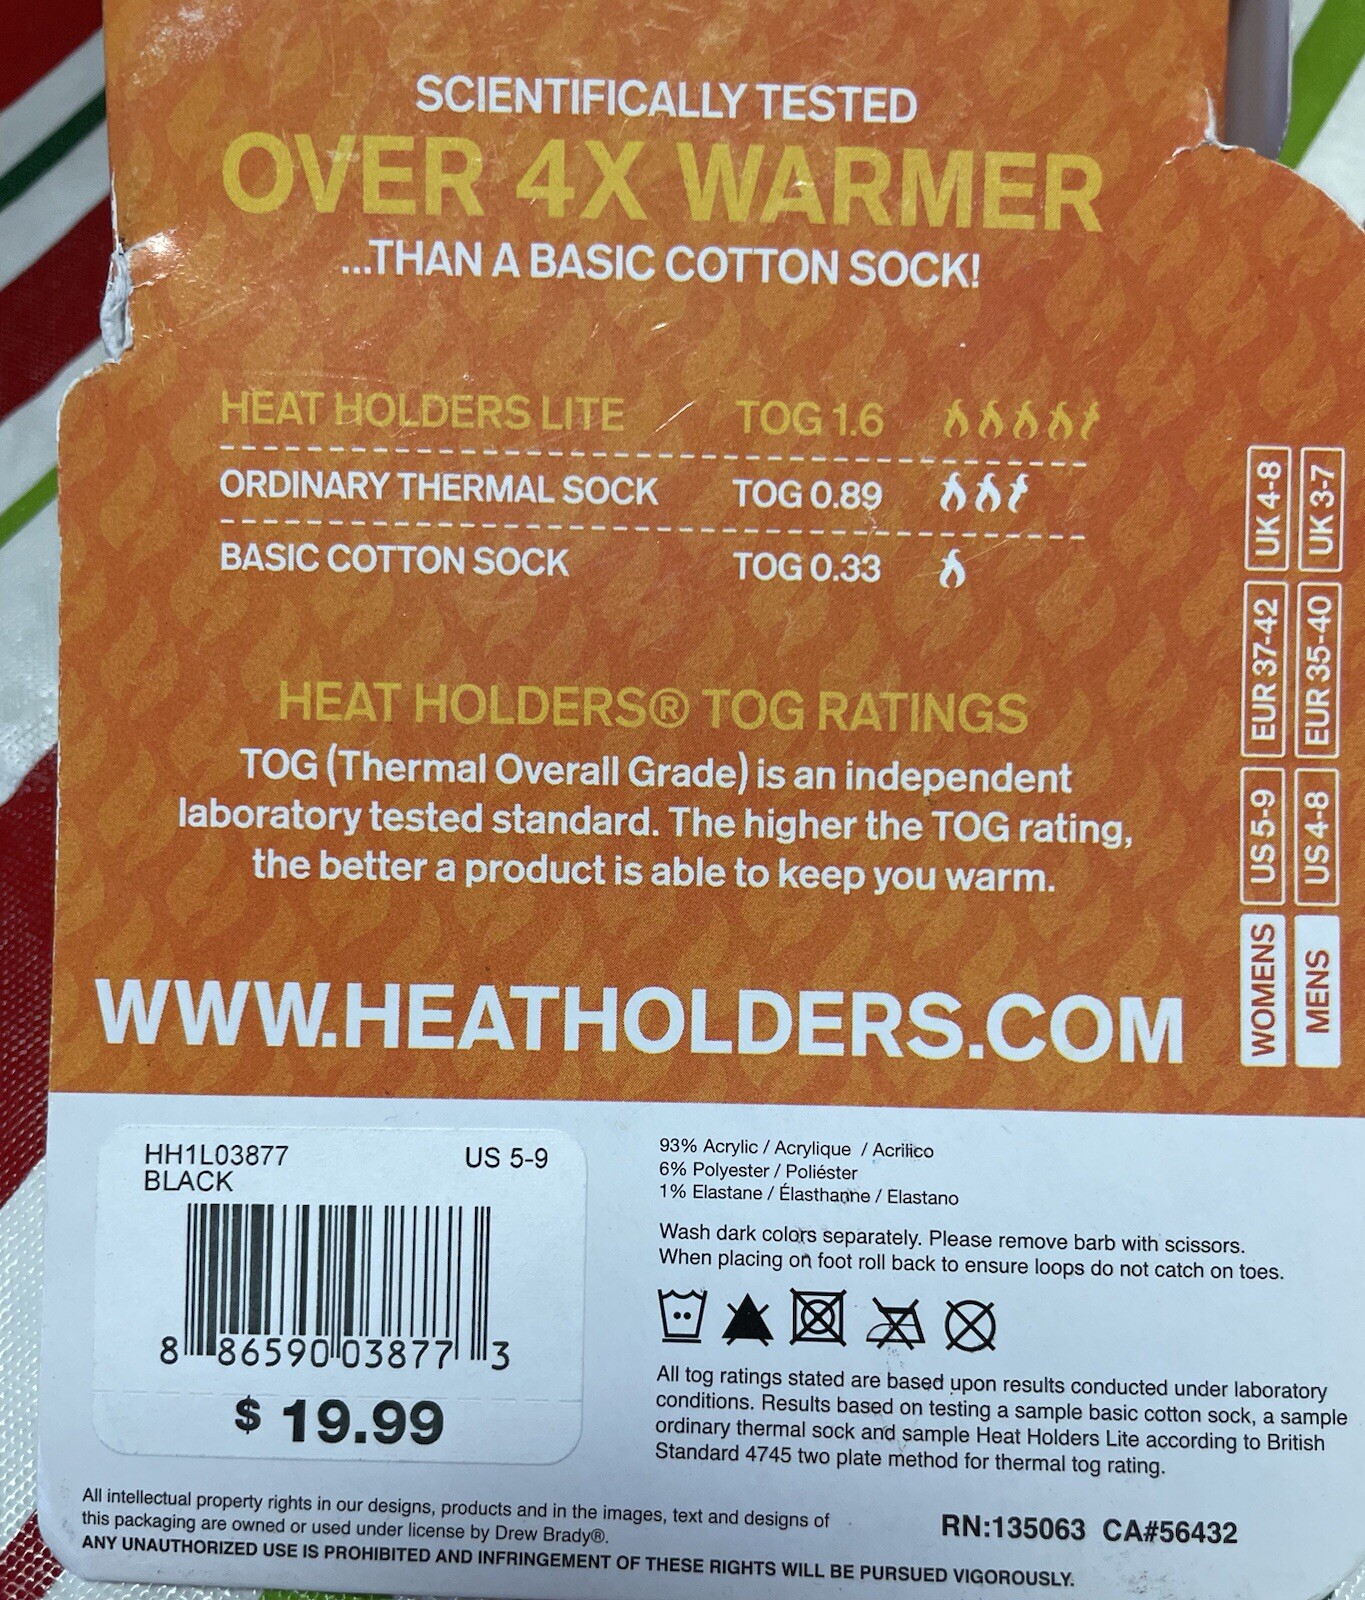 SCIENTIFICALLY TESTED
OVER 4X WARMER
...THAN A BASIC COTTON SOCK!
HEAT HOLDERS LITE TOG 1.6
ORDINARY THERMAL SOCK TOG 0.89
BASIC COTTON SOCK TOG 0.33
HEAT HOLDERS® TOG RATINGS
TOG (Thermal Overall Grade) is an independent
laboratory tested standard. The higher the TOG rating,
the better a product is able to keep you warm.
WWW.HEATHOLDERS.COM
WOMENS US 5-9 EUR 37-42 UK 4-8
MENS US 4-8 EUR 35-40 UK 3-7
HH1L03877 US 5-9
BLACK
8 86590 03877 3
$ 19.99
93% Acrylic / Acrylique / Acrilico
6% Polyester / Poliéster
1% Elastane / Élasthanne / Elastano
Wash dark colors separately. Please remove barb with scissors.
When placing on foot roll back to ensure loops do not catch on toes.
All tog ratings stated are based upon results conducted under laboratory
conditions. Results based on testing a sample basic cotton sock, a sample
ordinary thermal sock and sample Heat Holders Lite according to British
Standard 4745 two plate method for thermal tog rating.
All intellectual property rights in our designs, products and in the images, text and designs of
this packaging are owned or used under license by Drew Brady®.
ANY UNAUTHORIZED USE IS PROHIBITED AND INFRINGEMENT OF THESE RIGHTS WILL BE PURSUED VIGOROUSLY.
RN:135063 CA#56432